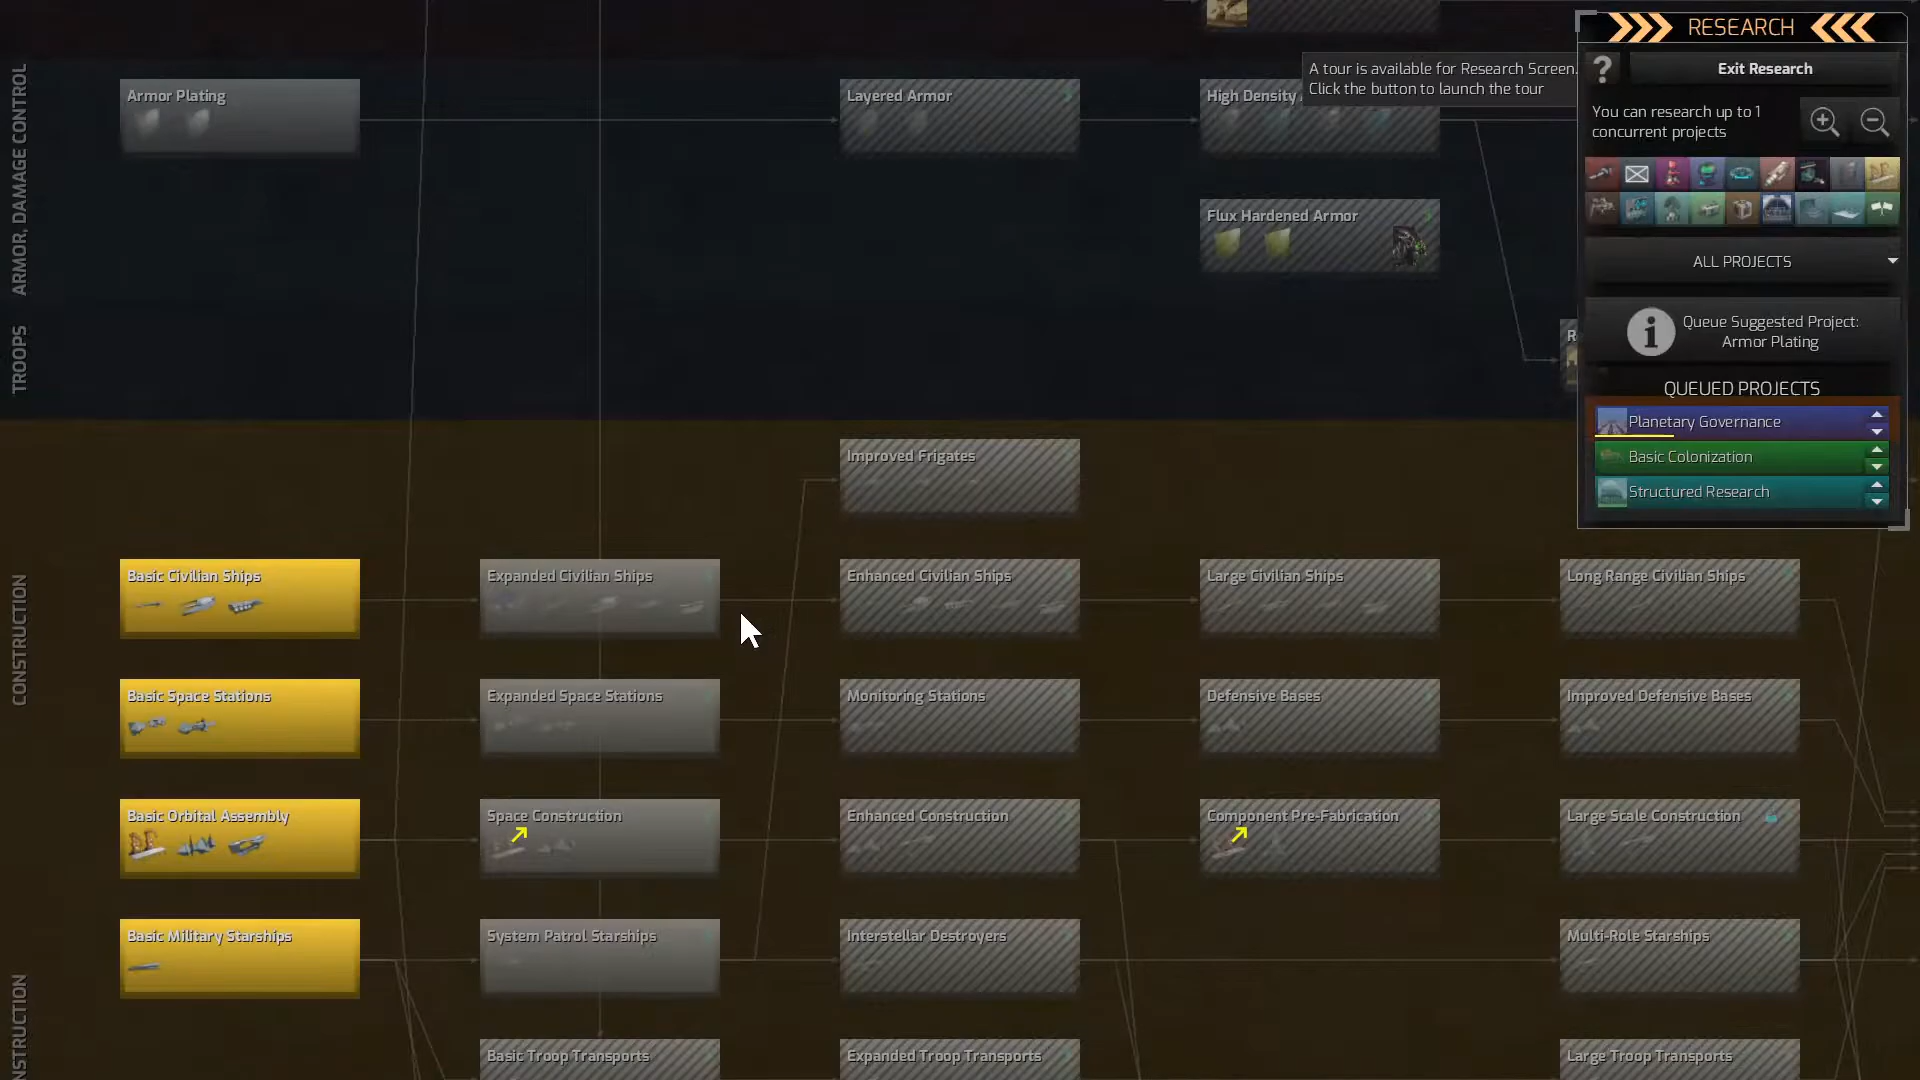 RESEARCH
A tour is available for Research Screen.
Click the button to launch the tour
?
Exit Research
You can research up to 1
concurrent projects
ALL PROJECTS
i
Queue Suggested Project:
Armor Plating
QUEUED PROJECTS
Planetary Governance
Basic Colonization
Structured Research
ARMOR, DAMAGE CONTROL
Armor Plating
Layered Armor
High Density
Flux Hardened Armor
TROOPS
CONSTRUCTION
Improved Frigates
Basic Civilian Ships
Expanded Civilian Ships
Enhanced Civilian Ships
Large Civilian Ships
Long Range Civilian Ships
Basic Space Stations
Expanded Space Stations
Monitoring Stations
Defensive Bases
Improved Defensive Bases
Basic Orbital Assembly
Space Construction
Enhanced Construction
Component Pre-Fabrication
Large Scale Construction
Basic Military Starships
System Patrol Starships
Interstellar Destroyers
Multi-Role Starships
Basic Troop Transports
Expanded Troop Transports
Large Troop Transports